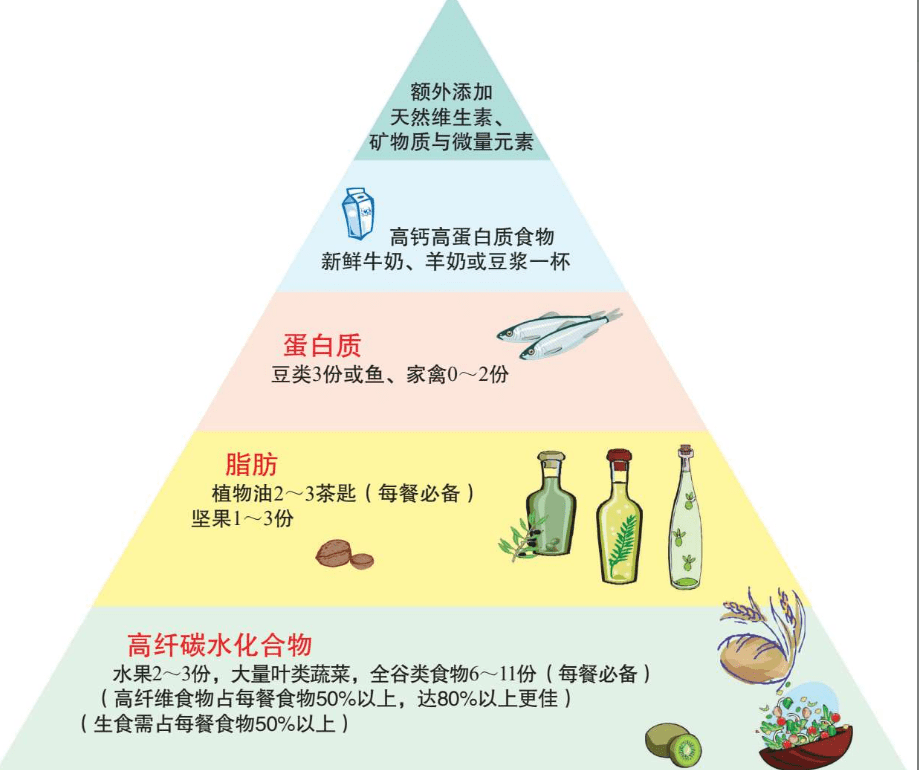 额外添加
天然维生素、
矿物质与微量元素
高钙高蛋白质食物
新鲜牛奶、羊奶或豆浆一杯
蛋白质
豆类3份或鱼、家禽0～2份
脂肪
植物油2～3茶匙（每餐必备）
坚果1～3份
高纤碳水化合物
水果2～3份，大量叶类蔬菜，全谷类食物6～11份（每餐必备）
（高纤维食物占每餐食物50%以上，达80%以上更佳）
（生食需占每餐食物50%以上）